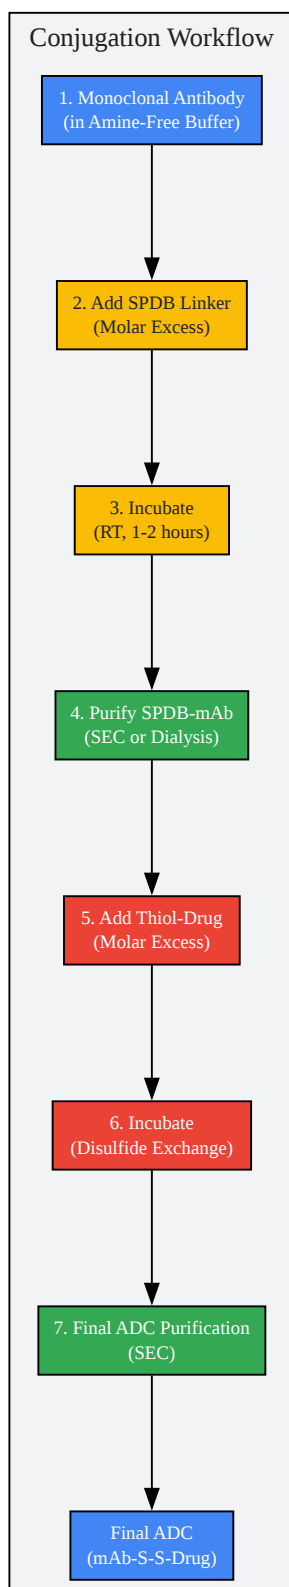 Conjugation Workflow
1. Monoclonal Antibody
(in Amine-Free Buffer)
2. Add SPDB Linker
(Molar Excess)
3. Incubate
(RT, 1-2 hours)
4. Purify SPDB-mAb
(SEC or Dialysis)
5. Add Thiol-Drug
(Molar Excess)
6. Incubate
(Disulfide Exchange)
7. Final ADC Purification
(SEC)
Final ADC
(mAb-S-S-Drug)